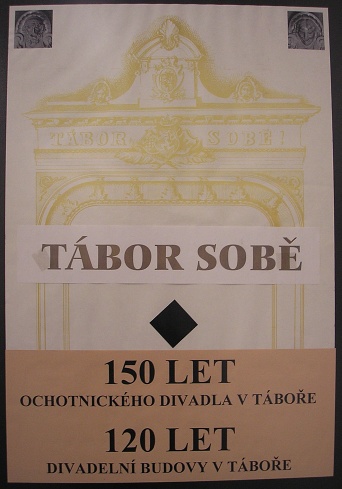 TÁBOR SOBĚ!
TÁBOR SOBĚ
150 LET
OCHOTNICKÉHO DIVADLA V TÁBOŘE
120 LET
DIVADELNÍ BUDOVY V TÁBOŘE